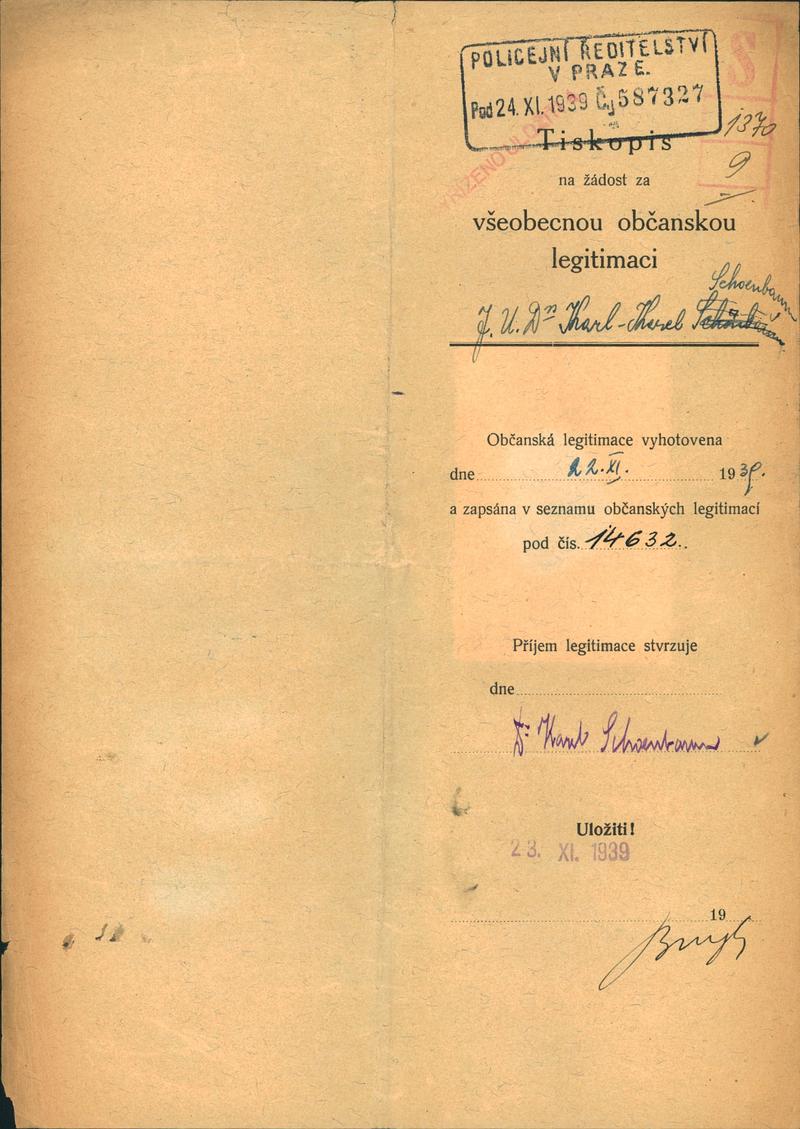 POLICEJNÍ ŘEDITELSTVÍ
V PRAZE.
Pod 24. XI. 1939 Čj 587327
S
1370
9
Tiskopis
na žádost za
všeobecnou občanskou
legitimaci
Schoenbaum
J. U. Dr Karl - Karel
Občanská legitimace vyhotovena
dne 22. XI. 1939.
a zapsána v seznamu občanských legitimací
pod čís. 14632.
Příjem legitimace stvrzuje
dne
Dr Karl Schoenbaum
Uložiti!
23. XI. 1939
19